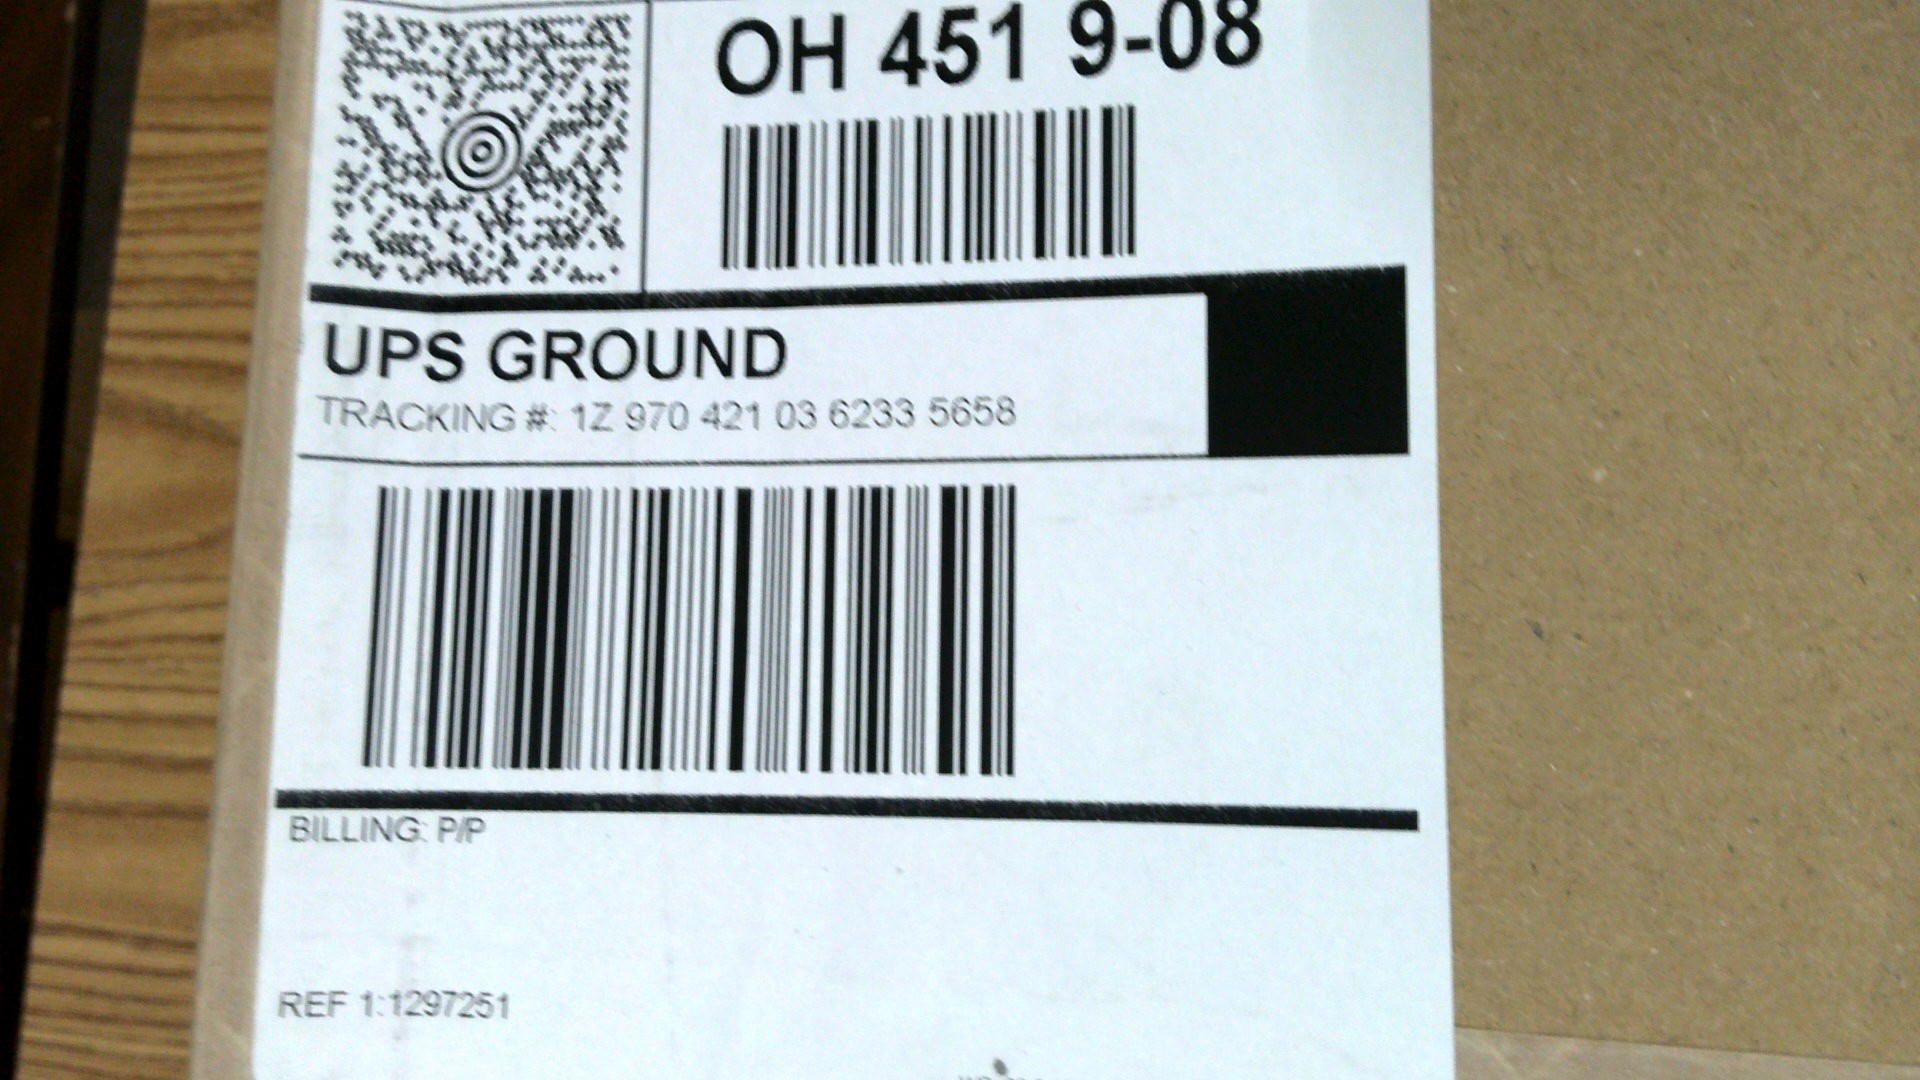 OH 451 9-08
UPS GROUND
TRACKING #: 1Z 970 421 03 6233 5658
BILLING: P/P
REF 1:1297251